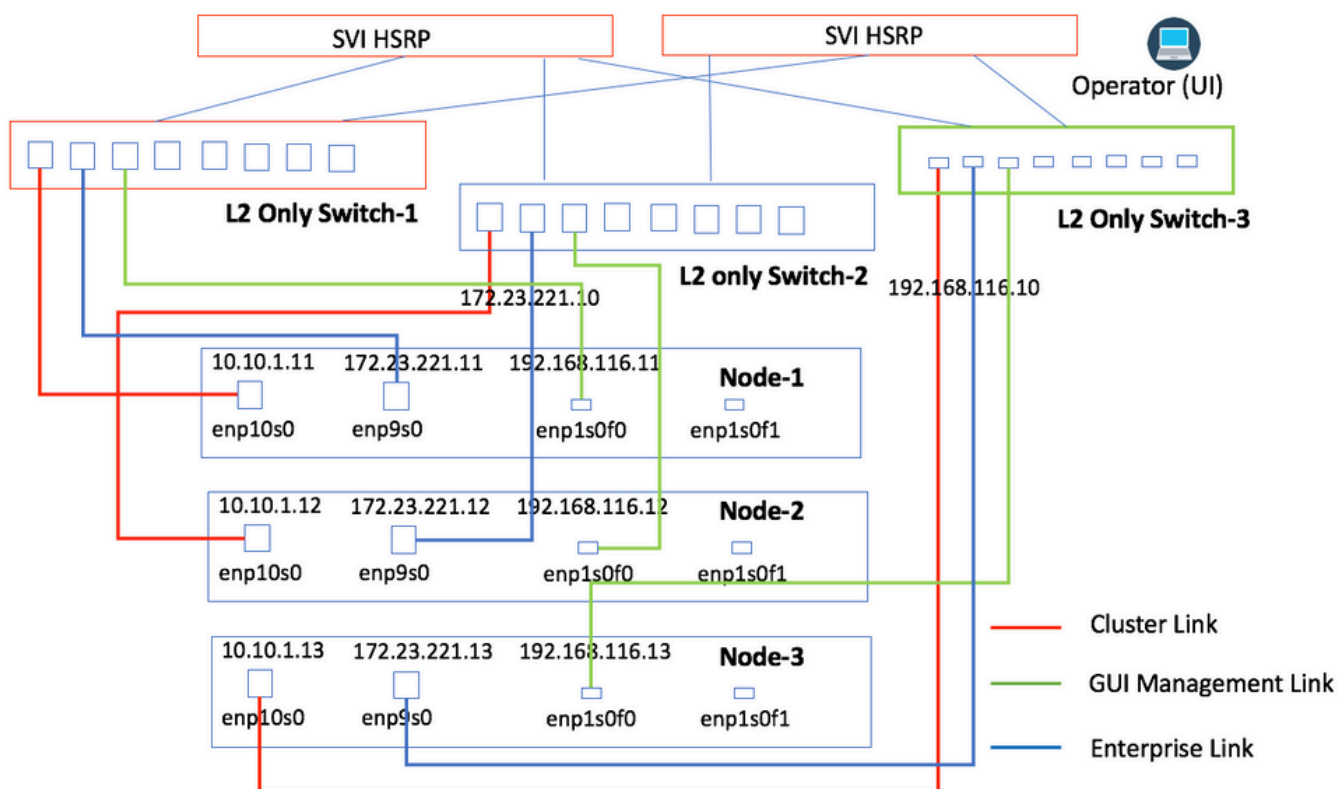 SVI HSRP
SVI HSRP
Operator (UI)
L2 Only Switch-1
L2 only Switch-2
L2 Only Switch-3
172.23.221.10
192.168.116.10
10.10.1.11
172.23.221.11
192.168.116.11
Node-1
enp10s0
enp9s0
enp1s0f0
enp1s0f1
10.10.1.12
172.23.221.12
192.168.116.12
Node-2
enp10s0
enp9s0
enp1s0f0
enp1s0f1
10.10.1.13
172.23.221.13
192.168.116.13
Node-3
enp10s0
enp9s0
enp1s0f0
enp1s0f1
Cluster Link
GUI Management Link
Enterprise Link